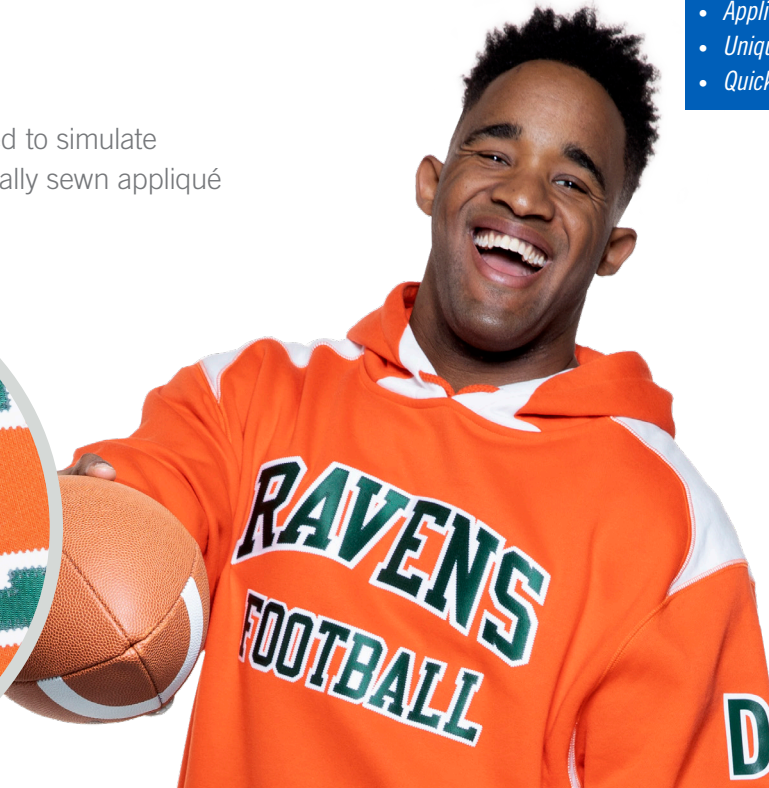 Appli
Uniqu
Quick
d to simulate
ally sewn appliqué
RAVENS
FOOTBALL
D